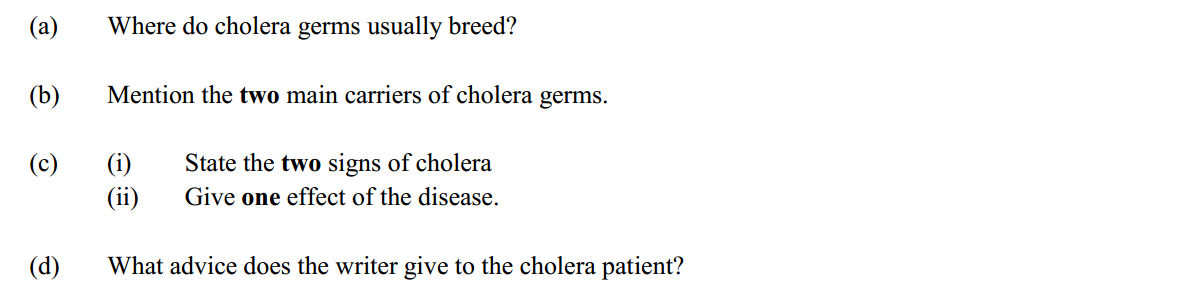 (a) Where do cholera germs usually breed?
(b) Mention the two main carriers of cholera germs.
(c) (i) State the two signs of cholera
(ii) Give one effect of the disease.
(d) What advice does the writer give to the cholera patient?